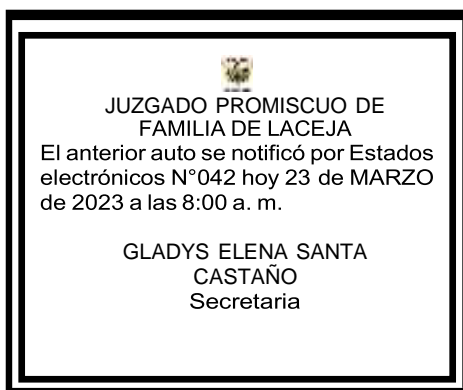 JUZGADO PROMISCUO DE
FAMILIA DE LACEJA
El anterior auto se notificó por Estados
electrónicos N°042 hoy 23 de MARZO
de 2023 a las 8:00 a. m.
GLADYS ELENA SANTA
CASTAÑO
Secretaria